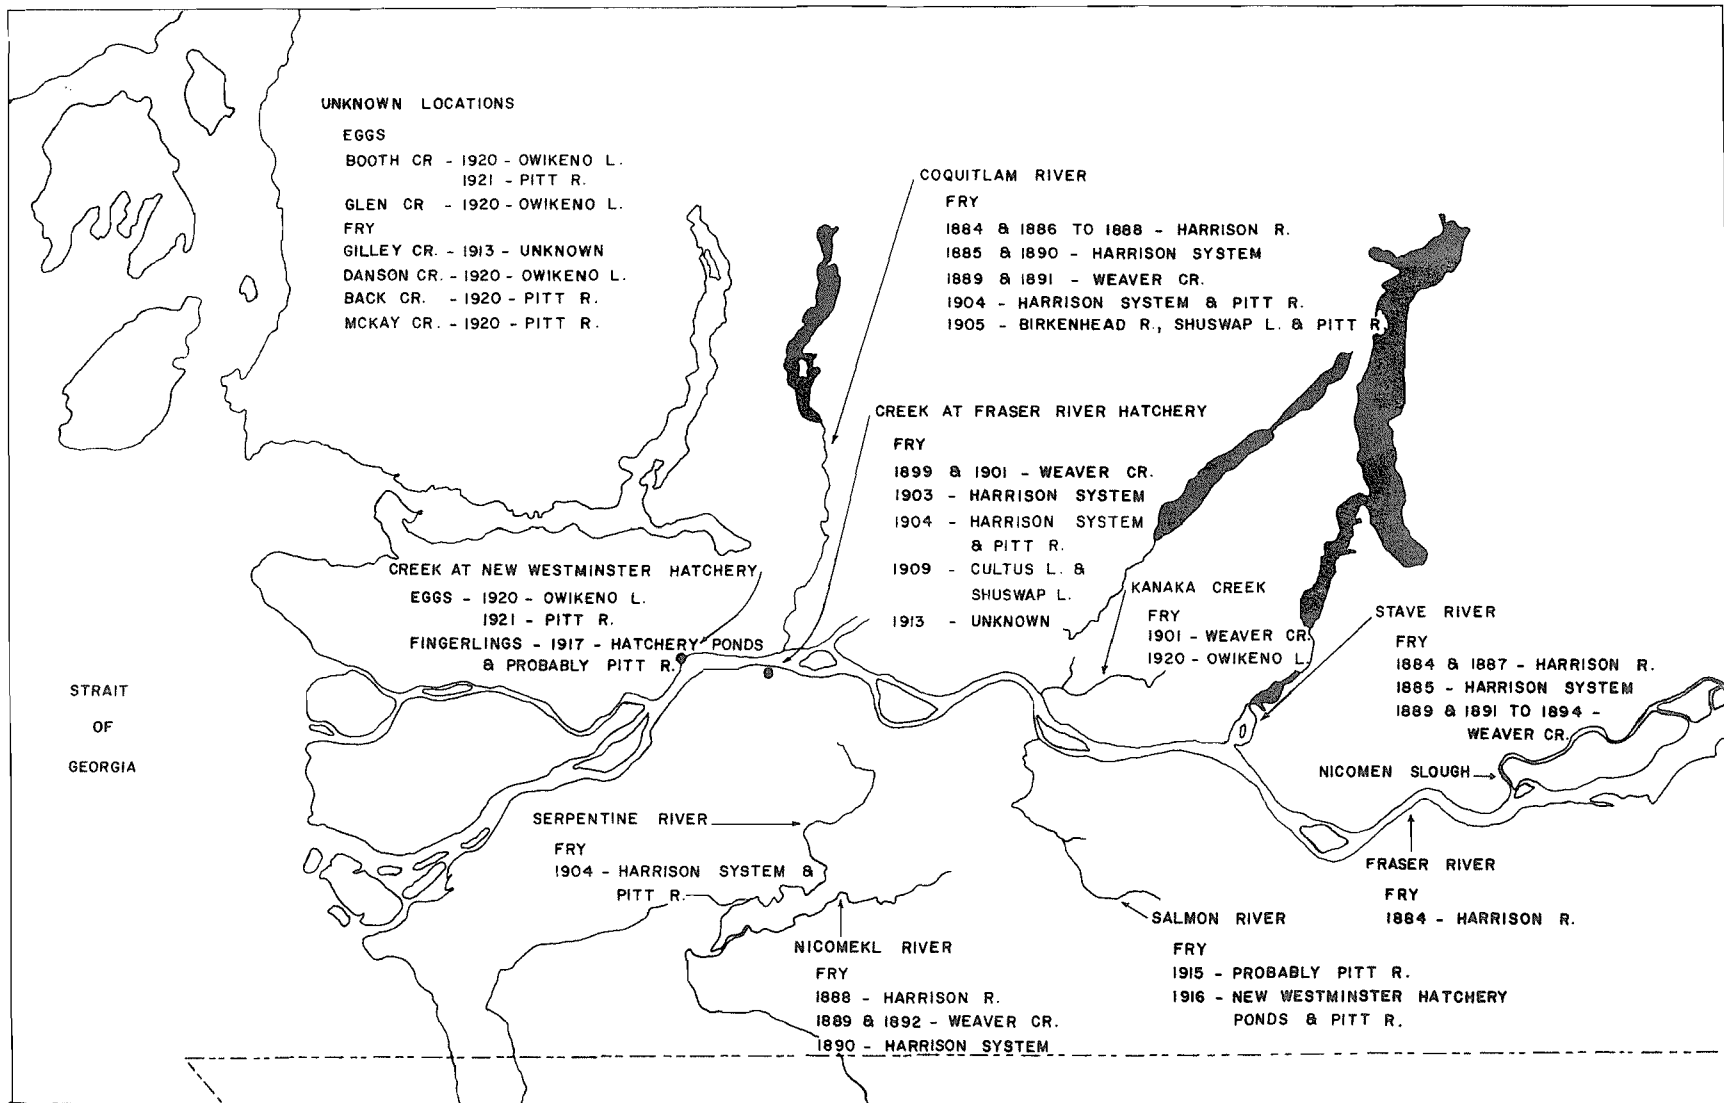 UNKNOWN LOCATIONS
EGGS
BOOTH CR - 1920 - OWIKENO L.
1921 - PITT R.
GLEN CR - 1920 - OWIKENO L.
FRY
GILLEY CR. - 1913 - UNKNOWN
DANSON CR. - 1920 - OWIKENO L.
BACK CR. - 1920 - PITT R.
MCKAY CR. - 1920 - PITT R.
COQUITLAM RIVER
FRY
1884 & 1886 TO 1888 - HARRISON R.
1885 & 1890 - HARRISON SYSTEM
1889 & 1891 - WEAVER CR.
1904 - HARRISON SYSTEM & PITT R.
1905 - BIRKENHEAD R., SHUSWAP L. & PITT R.
CREEK AT FRASER RIVER HATCHERY
FRY
1899 & 1901 - WEAVER CR.
1903 - HARRISON SYSTEM
1904 - HARRISON SYSTEM
& PITT R.
1909 - CULTUS L. &
SHUSWAP L.
1913 - UNKNOWN
CREEK AT NEW WESTMINSTER HATCHERY
EGGS - 1920 - OWIKENO L.
1921 - PITT R.
FINGERLINGS - 1917 - HATCHERY PONDS
& PROBABLY PITT R.
KANAKA CREEK
FRY
1901 - WEAVER CR.
1920 - OWIKENO L.
STAVE RIVER
FRY
1884 & 1887 - HARRISON R.
1885 - HARRISON SYSTEM
1889 & 1891 TO 1894 -
WEAVER CR.
STRAIT
OF
GEORGIA
NICOMEN SLOUGH
SERPENTINE RIVER
FRY
1904 - HARRISON SYSTEM &
PITT R.
FRASER RIVER
FRY
1884 - HARRISON R.
NICOMEKL RIVER
FRY
1888 - HARRISON R.
1889 & 1892 - WEAVER CR.
1890 - HARRISON SYSTEM
SALMON RIVER
FRY
1915 - PROBABLY PITT R.
1916 - NEW WESTMINSTER HATCHERY
PONDS & PITT R.